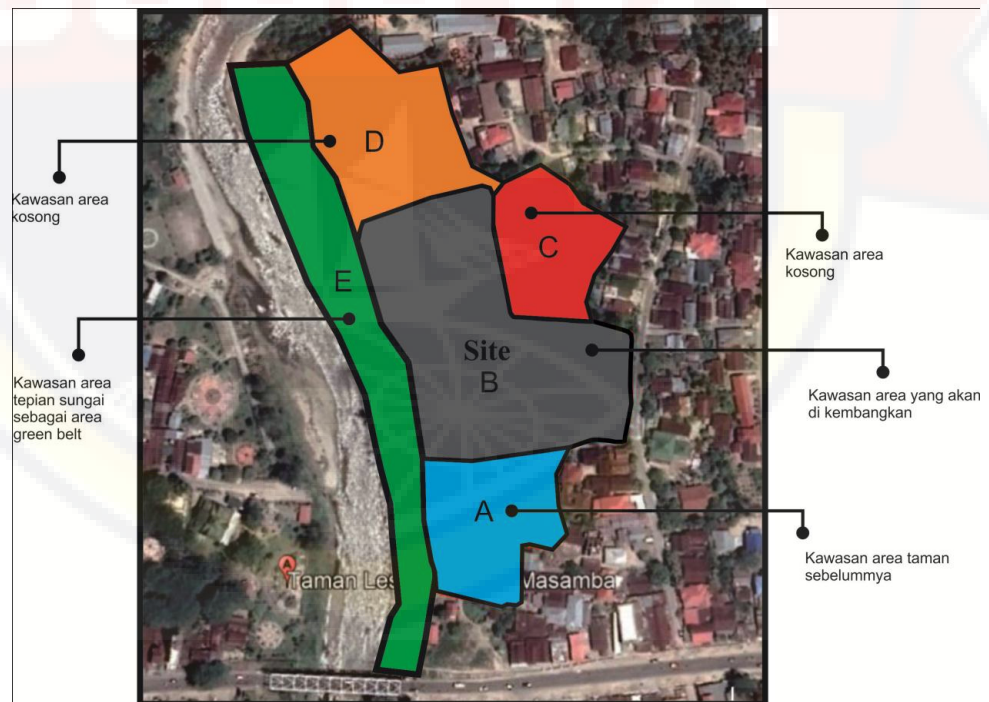 D
Kawasan area
kosong
C
Kawasan area
kosong
E
Site
B
Kawasan area
tepian sungai
sebagai area
green belt
Kawasan area yang akan
di kembangkan
A
Kawasan area taman
sebelummya
A
Taman Les
Masamba